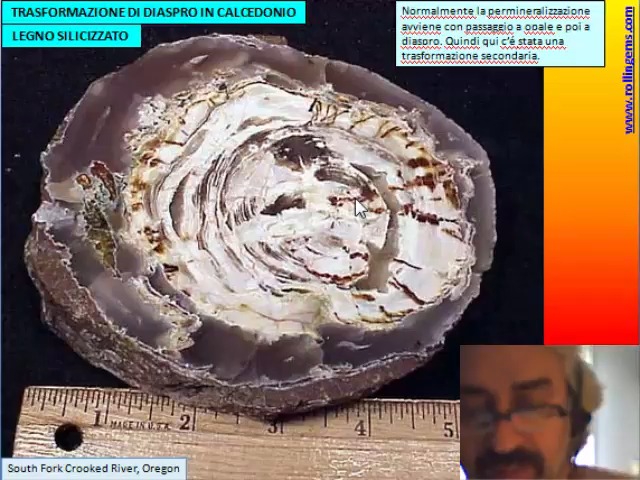 TRASFORMAZIONE DI DIASPRO IN CALCEDONIO
LEGNO SILICIZZATO
Normalmente la permineralizzazione
avviene con passaggio a opale e poi a
diaspro. Quindi qui c'é stata una
trasformazione secondaria.
www.rollingems.com
1 2 3 4 5
MADE IN U.S.A.
South Fork Crooked River, Oregon